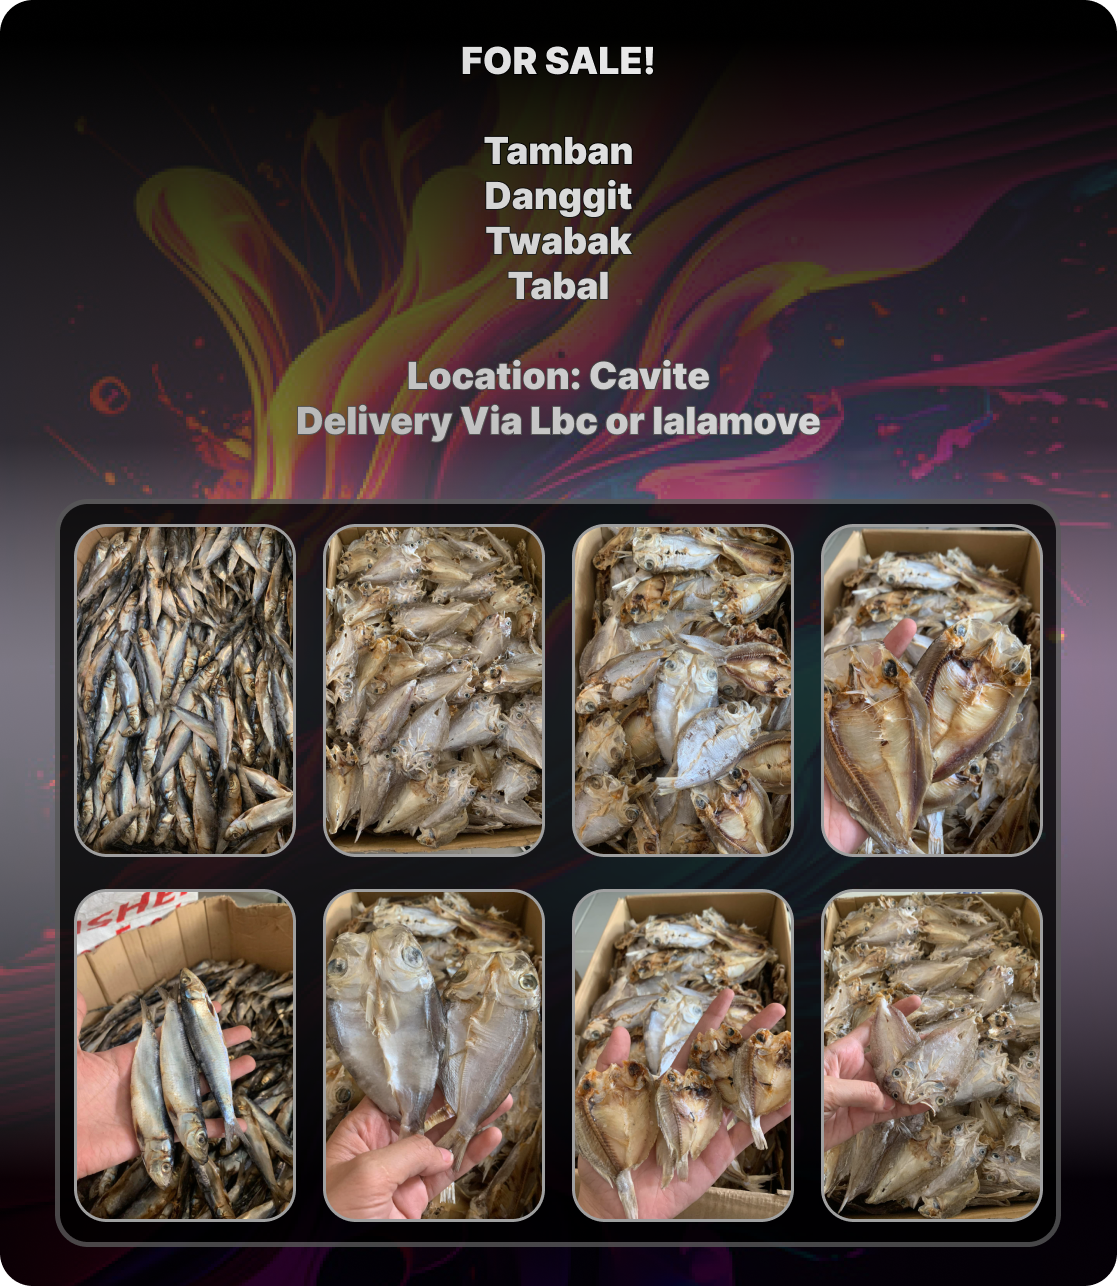 FOR SALE!
Tamban
Danggit
Twabak
Tabal
Location: Cavite
Delivery Via Lbc or lalamove